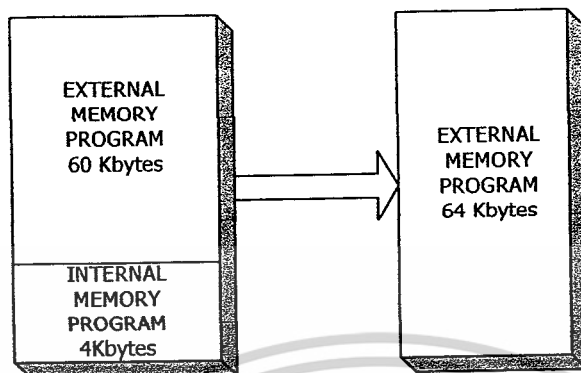 EXTERNAL
MEMORY
PROGRAM
60 Kbytes
INTERNAL
MEMORY
PROGRAM
4Kbytes
EXTERNAL
MEMORY
PROGRAM
64 Kbytes